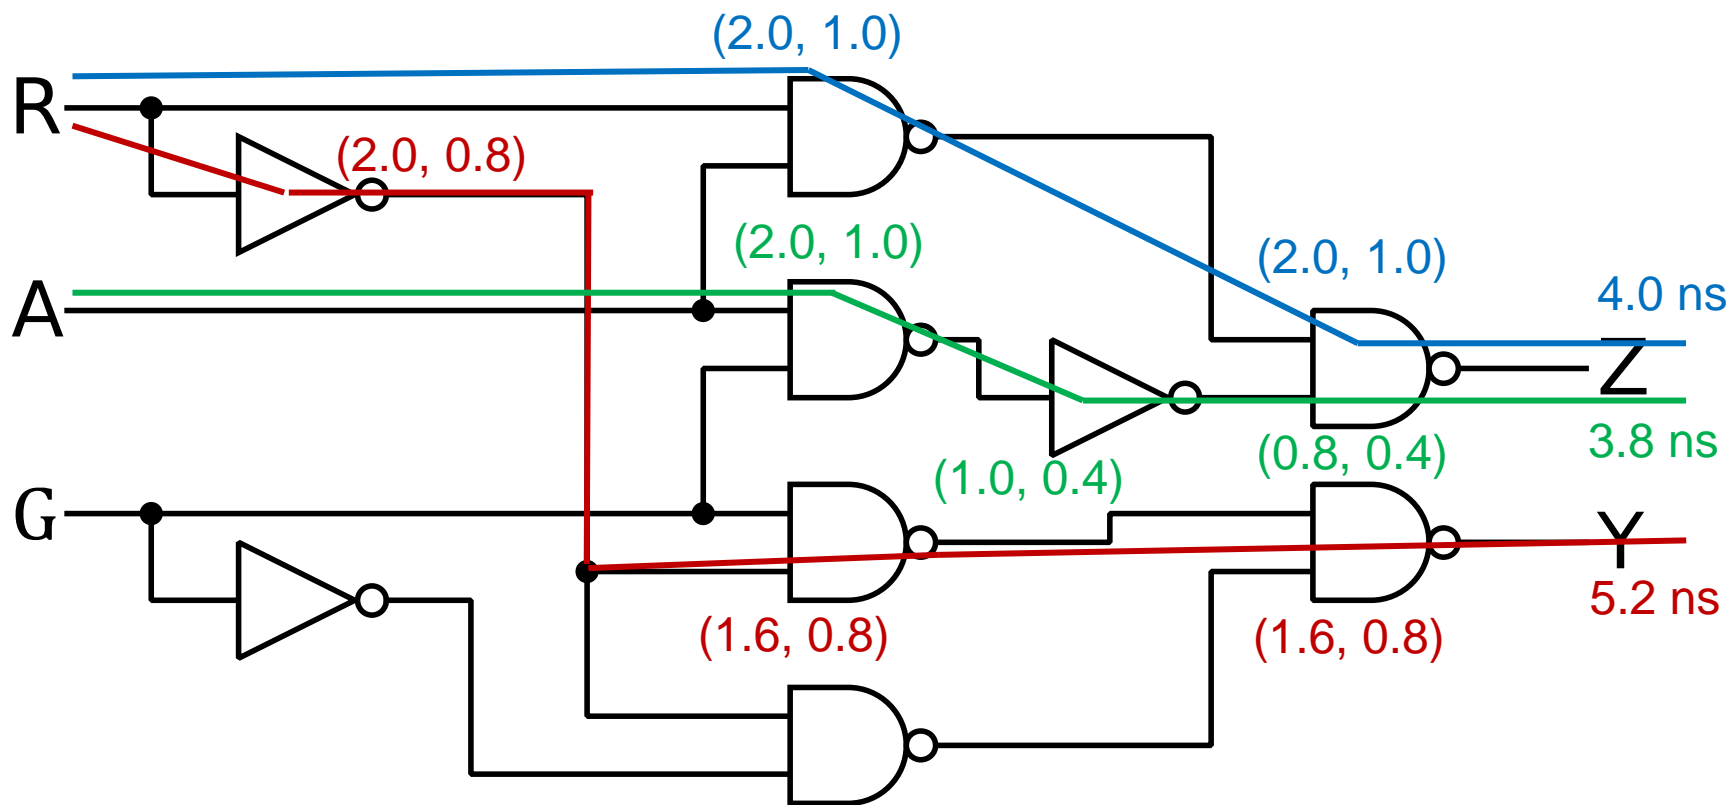 (2.0, 1.0)
R
(2.0, 0.8)
(2.0, 1.0)
(2.0, 1.0)
4.0 ns
A
Z
3.8 ns
(0.8, 0.4)
(1.0, 0.4)
G
Y
5.2 ns
(1.6, 0.8)
(1.6, 0.8)